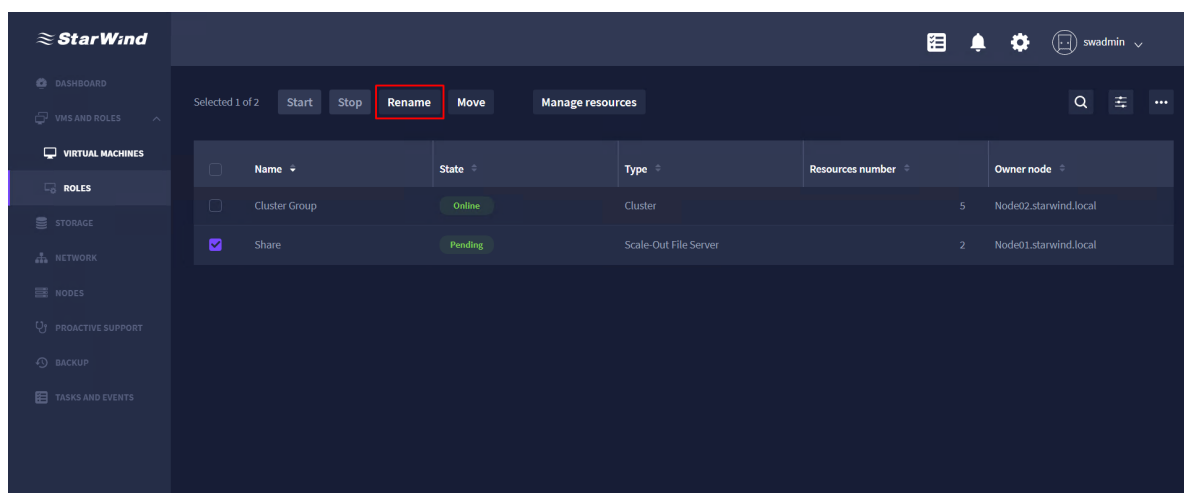 StarWind
swadmin
DASHBOARD
VMS AND ROLES
VIRTUAL MACHINES
ROLES
STORAGE
NETWORK
NODES
PROACTIVE SUPPORT
BACKUP
TASKS AND EVENTS
Selected 1 of 2 Start Stop Rename Move Manage resources
Name State Type Resources number Owner node
Cluster Group Online Cluster 5 Node02.starwind.local
Share Pending Scale-Out File Server 2 Node01.starwind.local